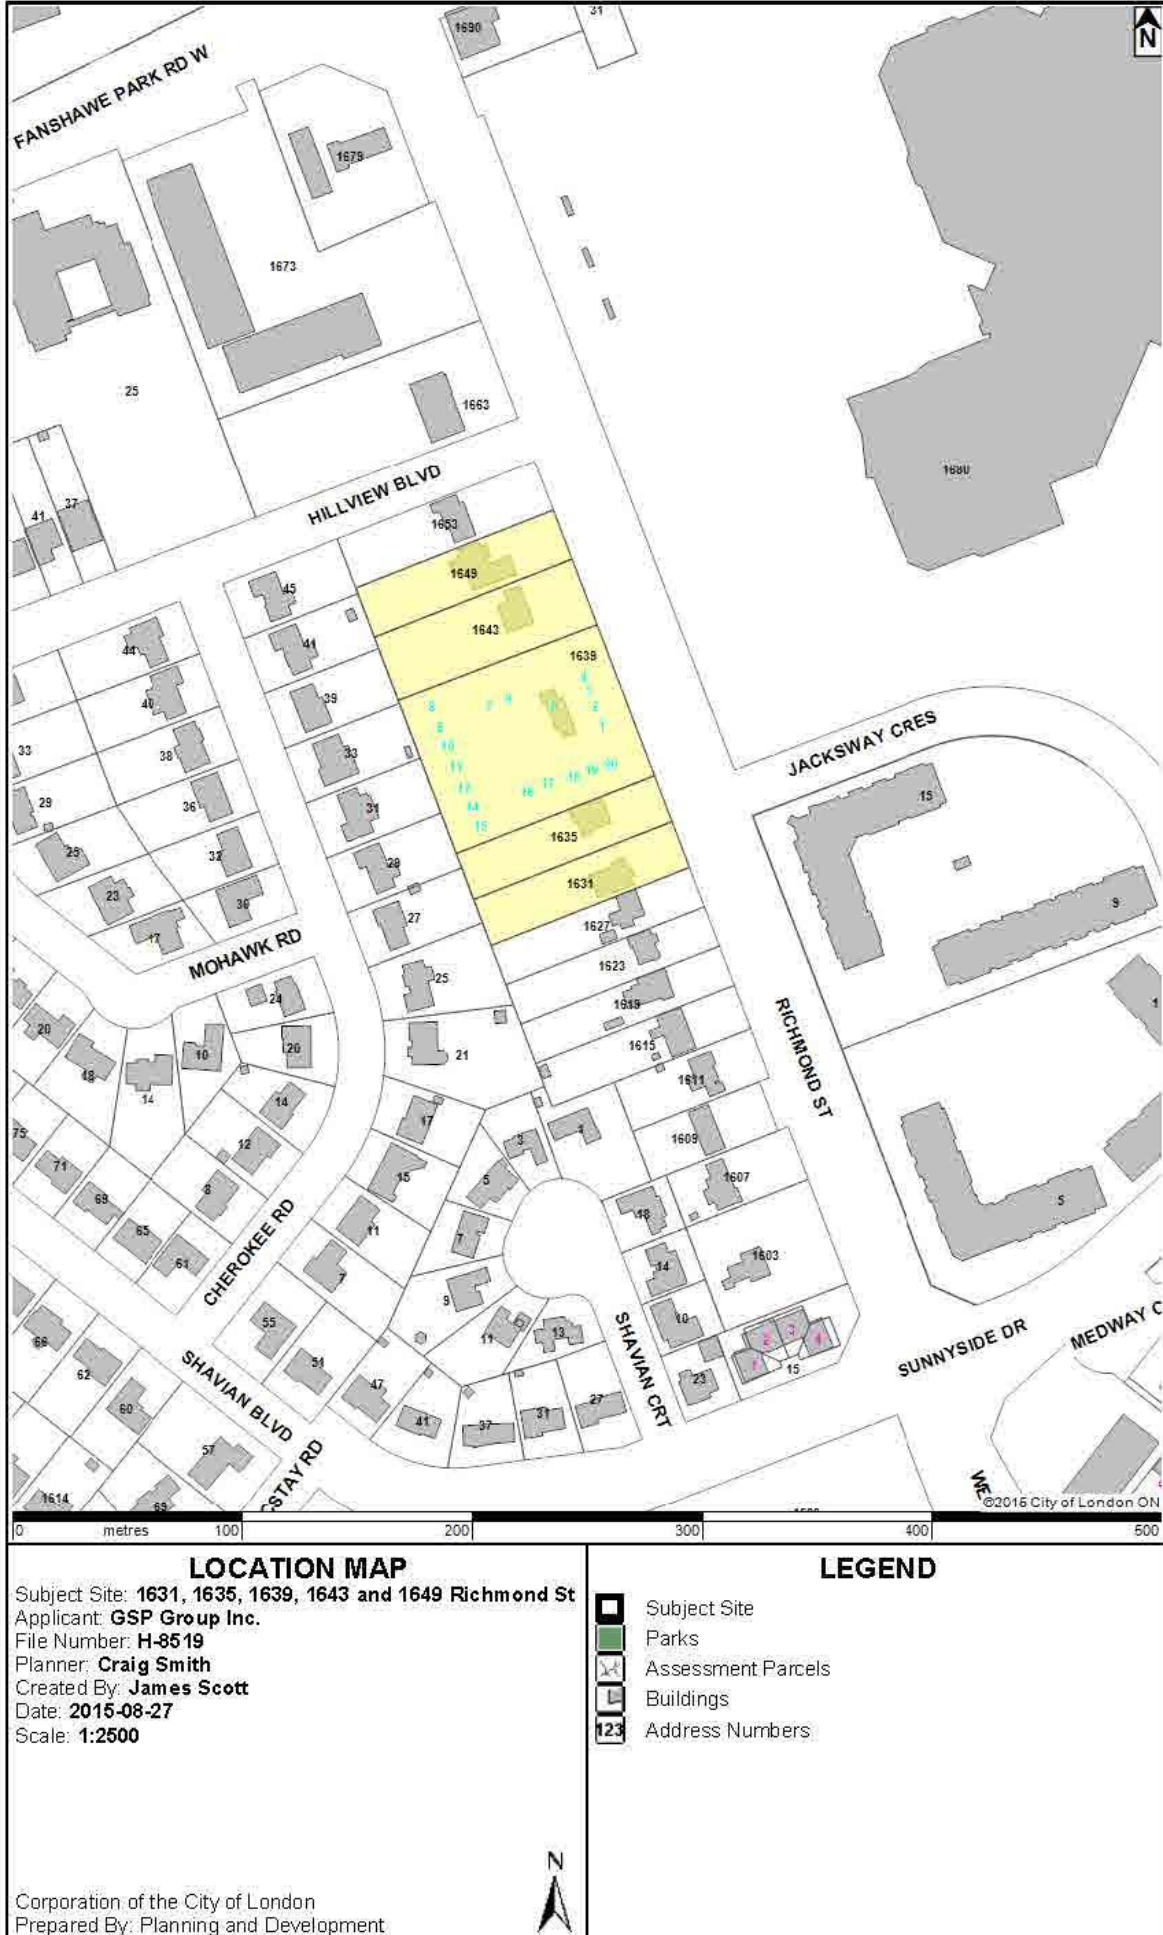 31
1690
N
FANSHAWE PARK RD W
1679
1673
25
1663
1680
HILLVIEW BLVD
41 37
1653
1649
45
1643
44 41
1639
40 39
33 38 33
JACKSWAY CRES
29 36 31
15
1635
25 32 29
1631
23 30 27
9
17
1627
MOHAWK RD
1623
25
24
1619
RICHMOND ST
20 18 14 10 20 21
1615
1
1611
14 17
1609
75 12 3 1
71 15 5
1607
69 8 18
5
65 11 7
61 7 14
1603
CHEROKEE RD
9 10
55 11 13
SHAVIAN CRT
66 51
SUNNYSIDE DR
MEDWAY C
62 47 23 15
SHAVIAN BLVD
60 41 37 31 27
57
CSTAY RD
1614 69
WE
©2015 City of London ON
0 metres 100 200 300 400 500
LOCATION MAP
Subject Site: 1631, 1635, 1639, 1643 and 1649 Richmond St
Applicant: GSP Group Inc.
File Number: H-8519
Planner: Craig Smith
Created By: James Scott
Date: 2015-08-27
Scale: 1:2500
N
Corporation of the City of London
Prepared By: Planning and Development
LEGEND
Subject Site
Parks
Assessment Parcels
Buildings
123 Address Numbers